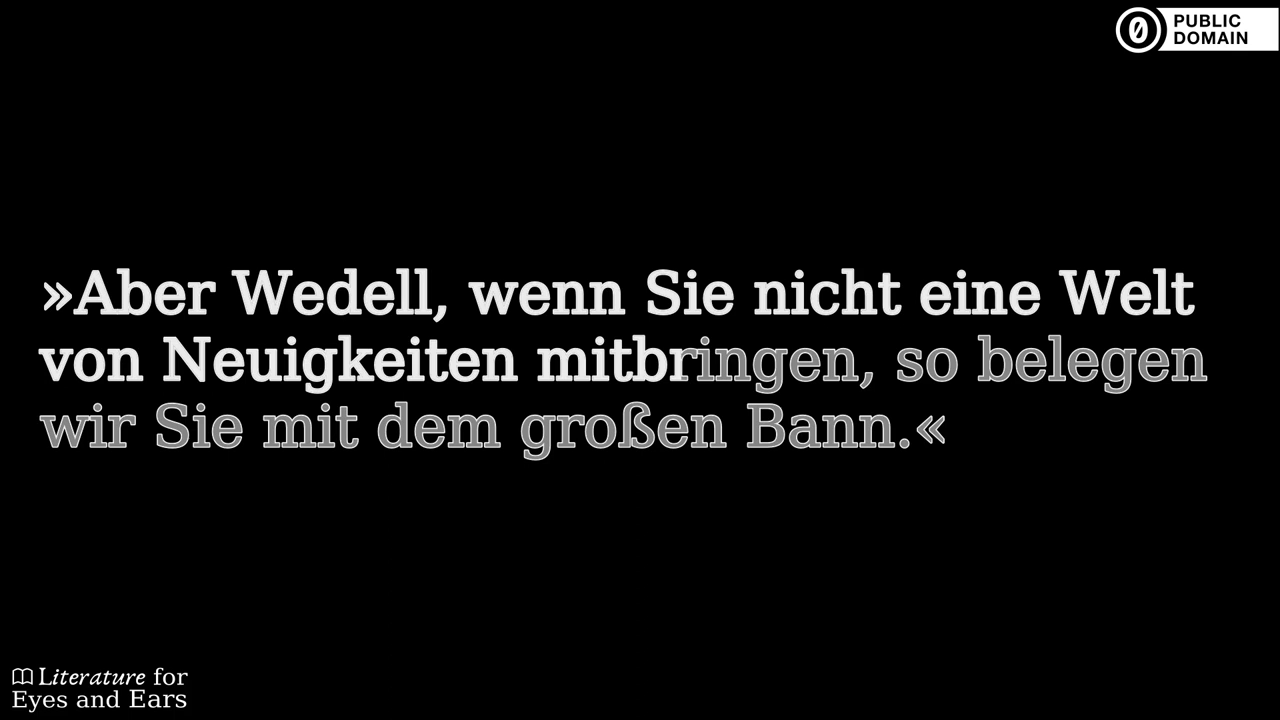 PUBLIC
DOMAIN
»Aber Wedell, wenn Sie nicht eine Welt
von Neuigkeiten mitbringen, so belegen
wir Sie mit dem großen Bann.«
Literature for
Eyes and Ears